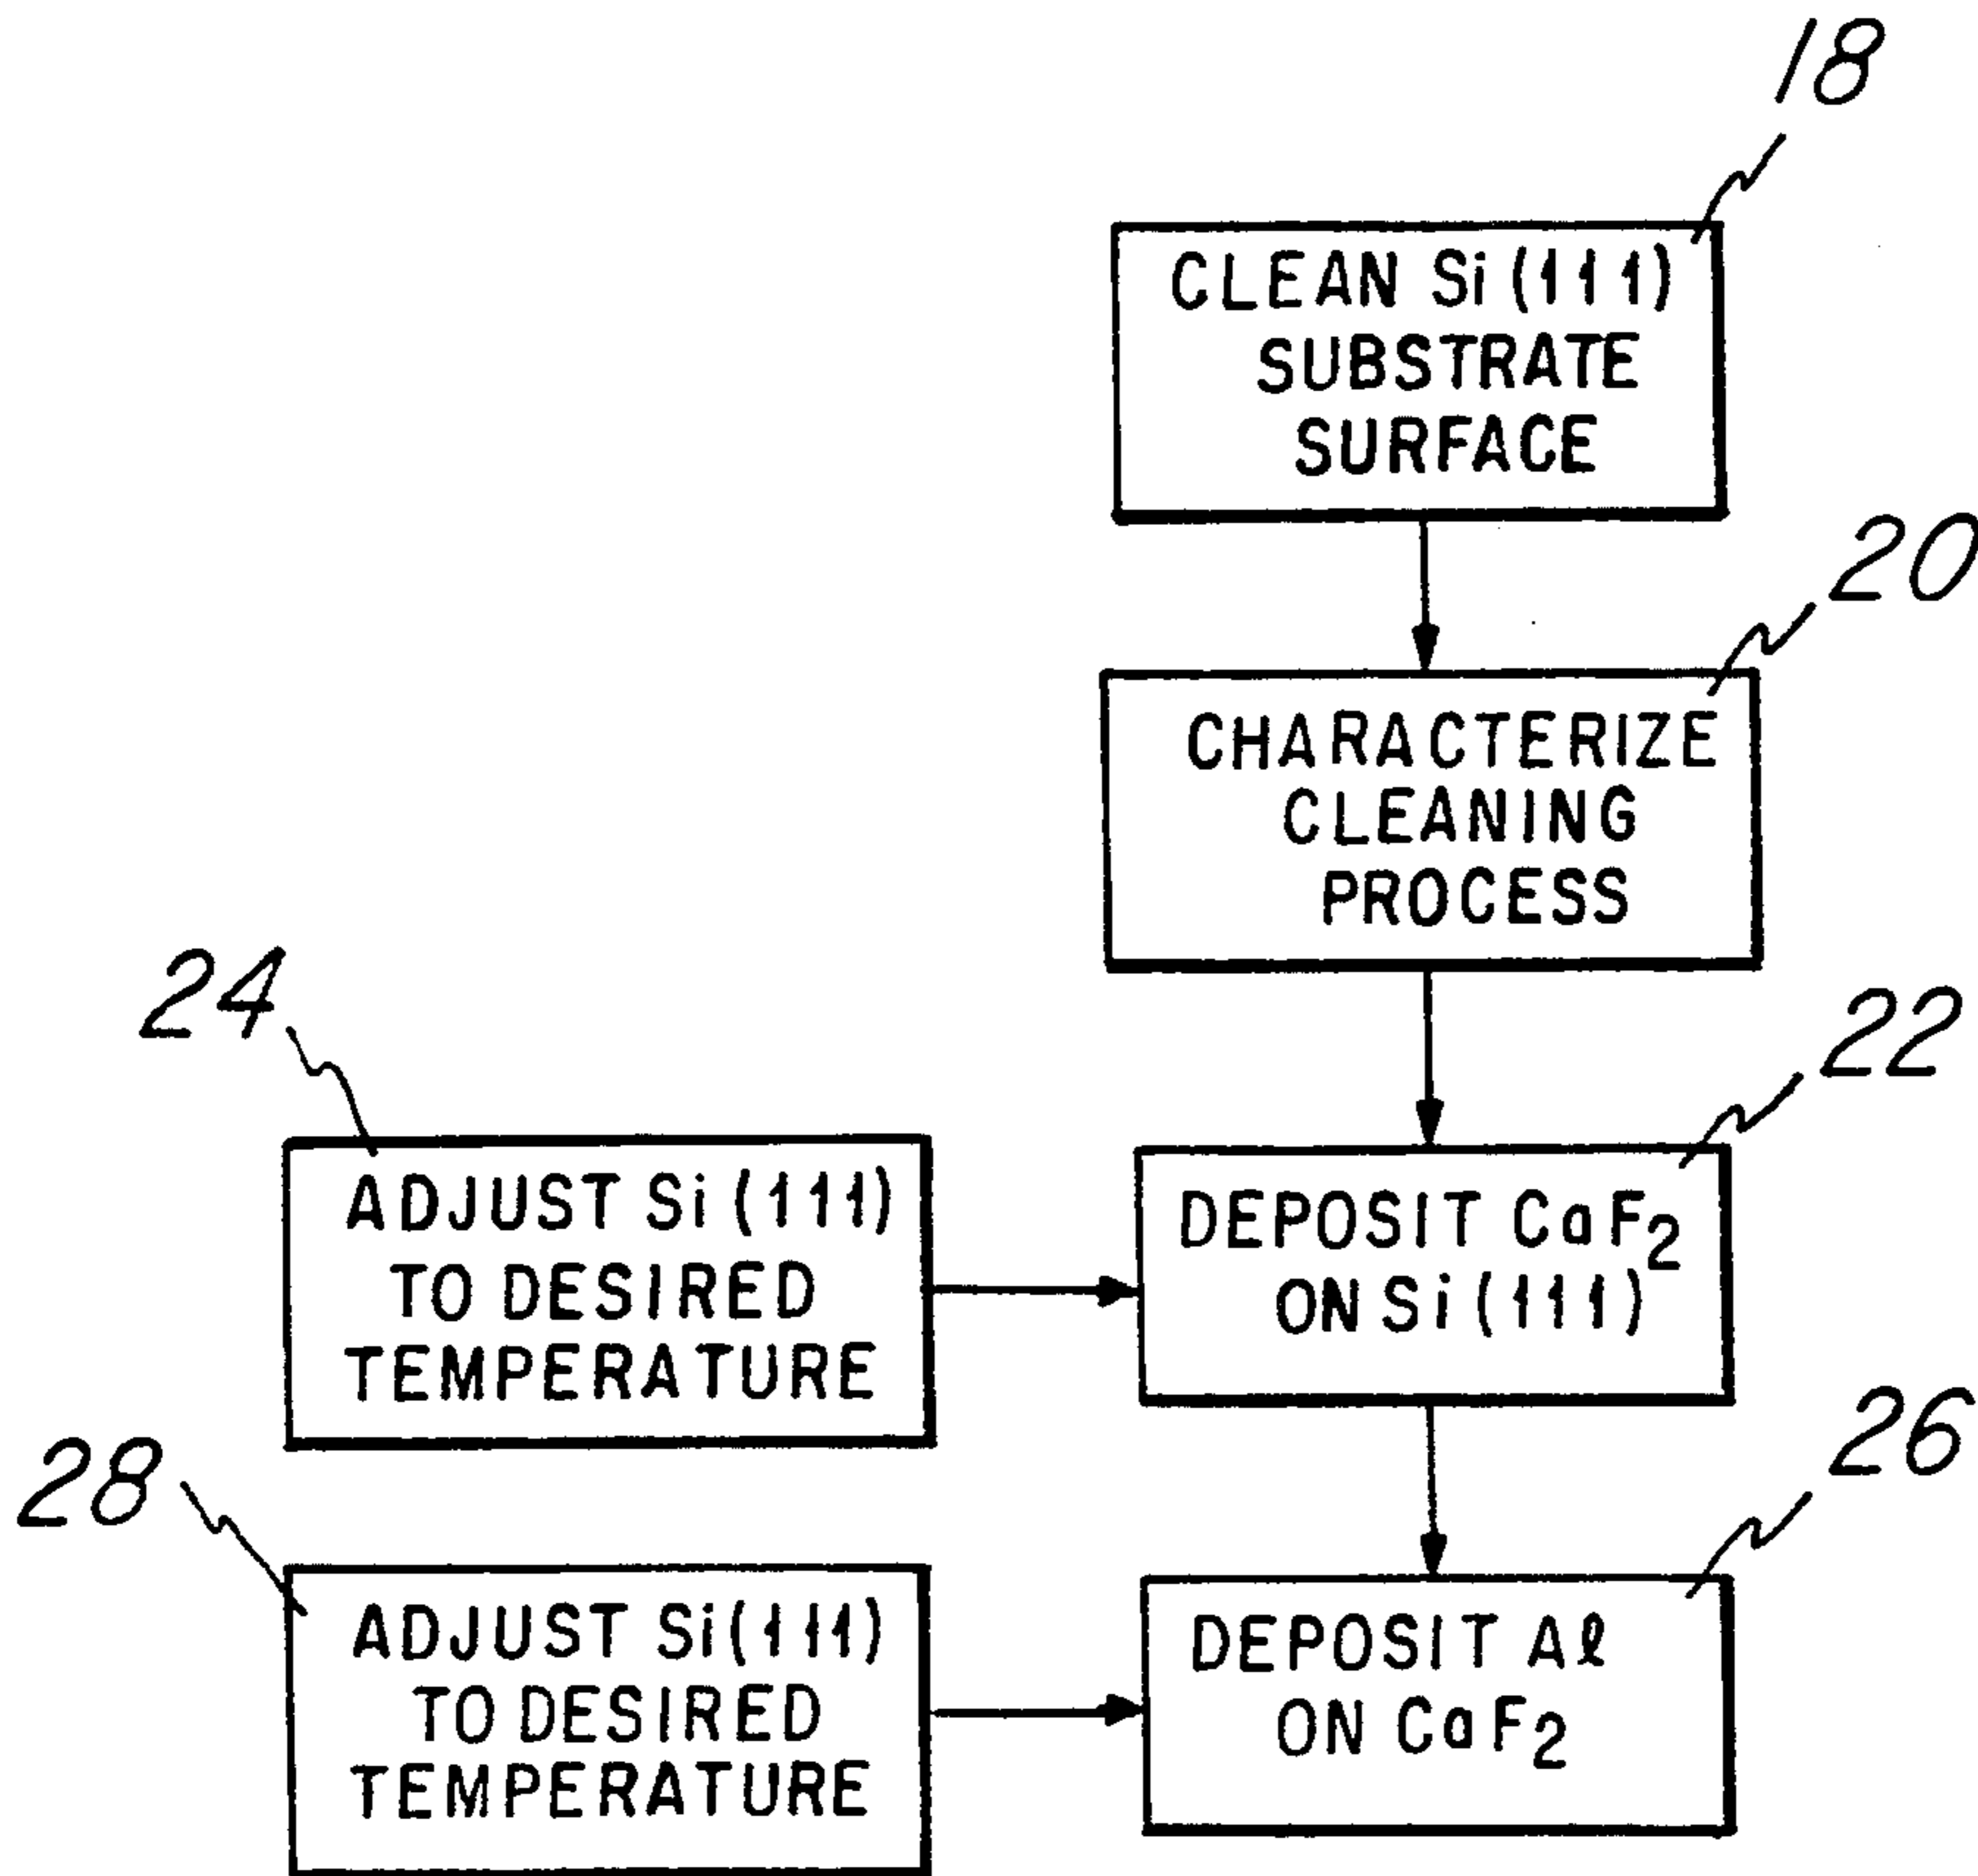 18
CLEAN Si(111)
SUBSTRATE
SURFACE
20
CHARACTERIZE
CLEANING
PROCESS
24
ADJUST Si(111)
TO DESIRED
TEMPERATURE
22
DEPOSIT CaF₂
ON Si(111)
28
ADJUST Si(111)
TO DESIRED
TEMPERATURE
26
DEPOSIT Aℓ
ON CaF₂